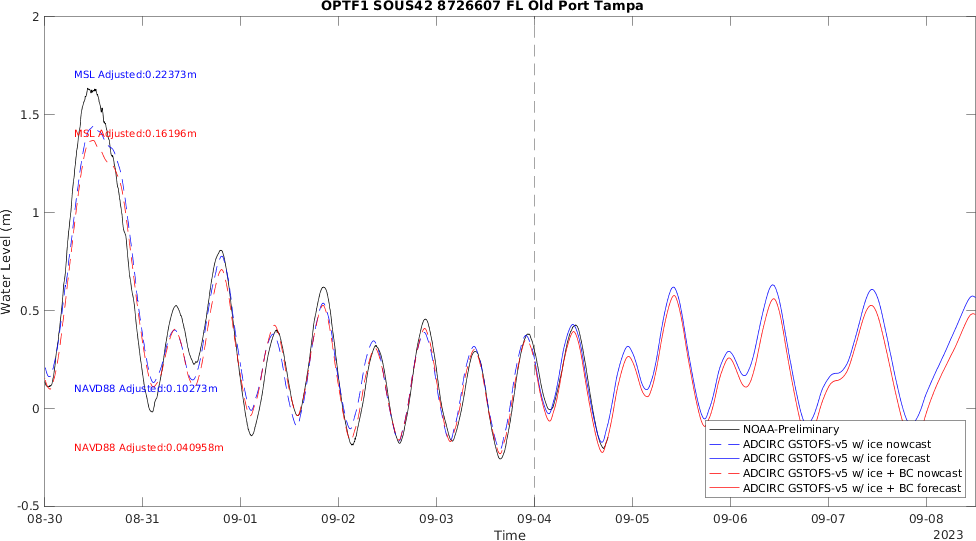 OPTF1 SOUS42 8726607 FL Old Port Tampa
2
1.5
1
0.5
0
-0.5
Water Level (m)
MSL Adjusted:0.22373m
MSL Adjusted:0.16196m
NAVD88 Adjusted:0.10273m
NAVD88 Adjusted:0.040958m
NOAA-Preliminary
ADCIRC GSTOFS-v5 w/ ice nowcast
ADCIRC GSTOFS-v5 w/ ice forecast
ADCIRC GSTOFS-v5 w/ ice + BC nowcast
ADCIRC GSTOFS-v5 w/ ice + BC forecast
08-30 08-31 09-01 09-02 09-03 09-04 09-05 09-06 09-07 09-08
Time
2023